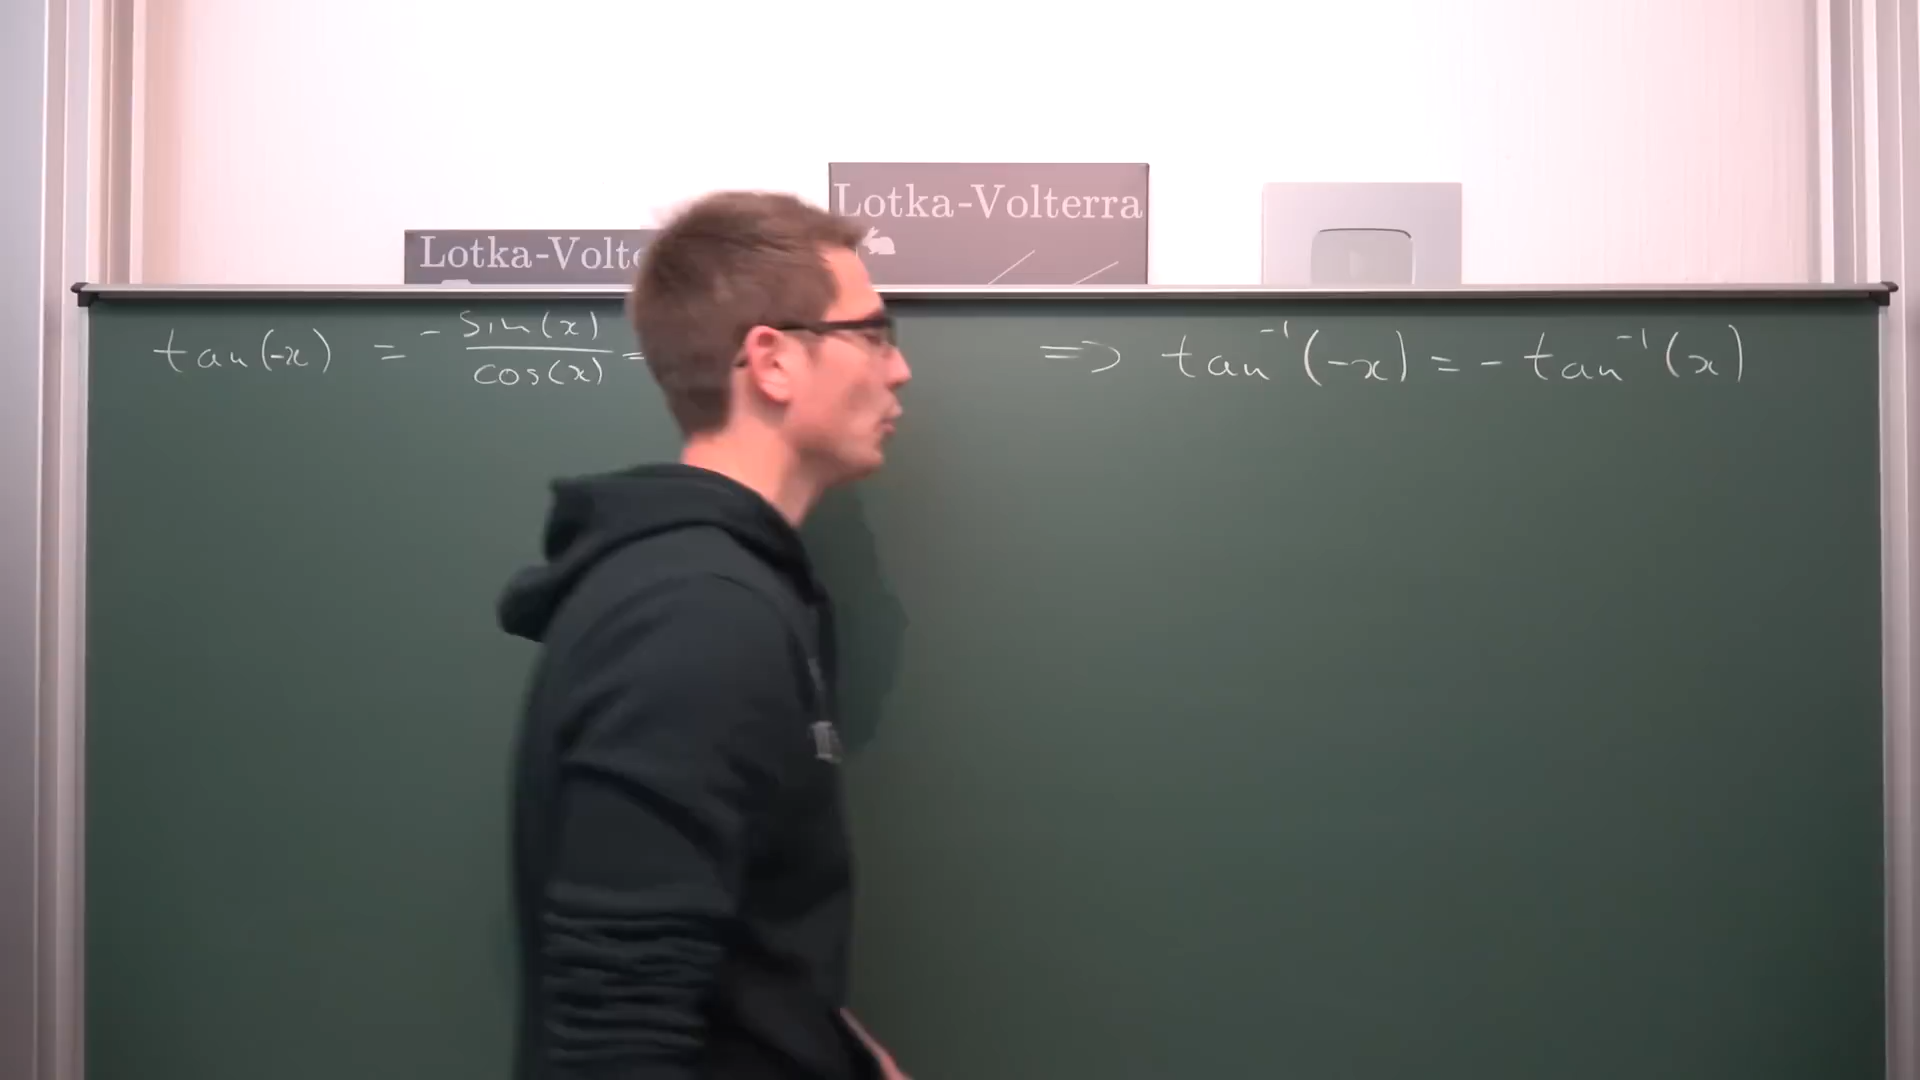 Lotka-Volterra
Lotka-Volte
tan(-x) = -sin(x)/cos(x) =
⇒ tan⁻¹(-x) = -tan⁻¹(x)